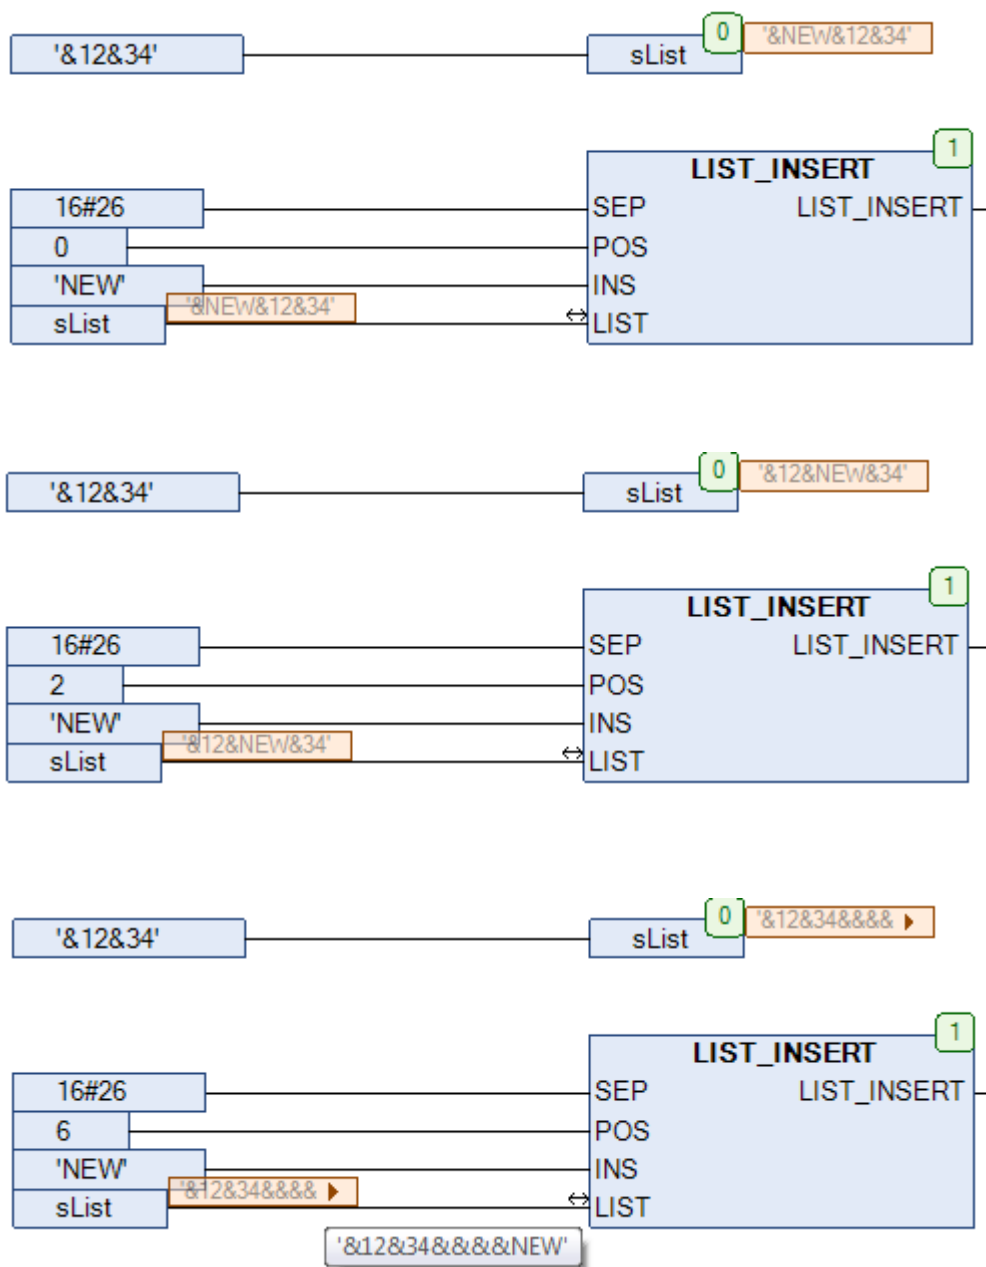 '&12&34' sList 0 '&NEW&12&34'
1
LIST_INSERT
16#26 SEP LIST_INSERT
0 POS
'NEW' INS
'&NEW&12&34'
sList LIST
'&12&34' sList 0 '&12&NEW&34'
1
LIST_INSERT
16#26 SEP LIST_INSERT
2 POS
'NEW' INS
'&12&NEW&34'
sList LIST
'&12&34' sList 0 '&12&34&&&&
1
LIST_INSERT
16#26 SEP LIST_INSERT
6 POS
'NEW' INS
'&12&34&&&&
sList LIST
'&12&34&&&&NEW'